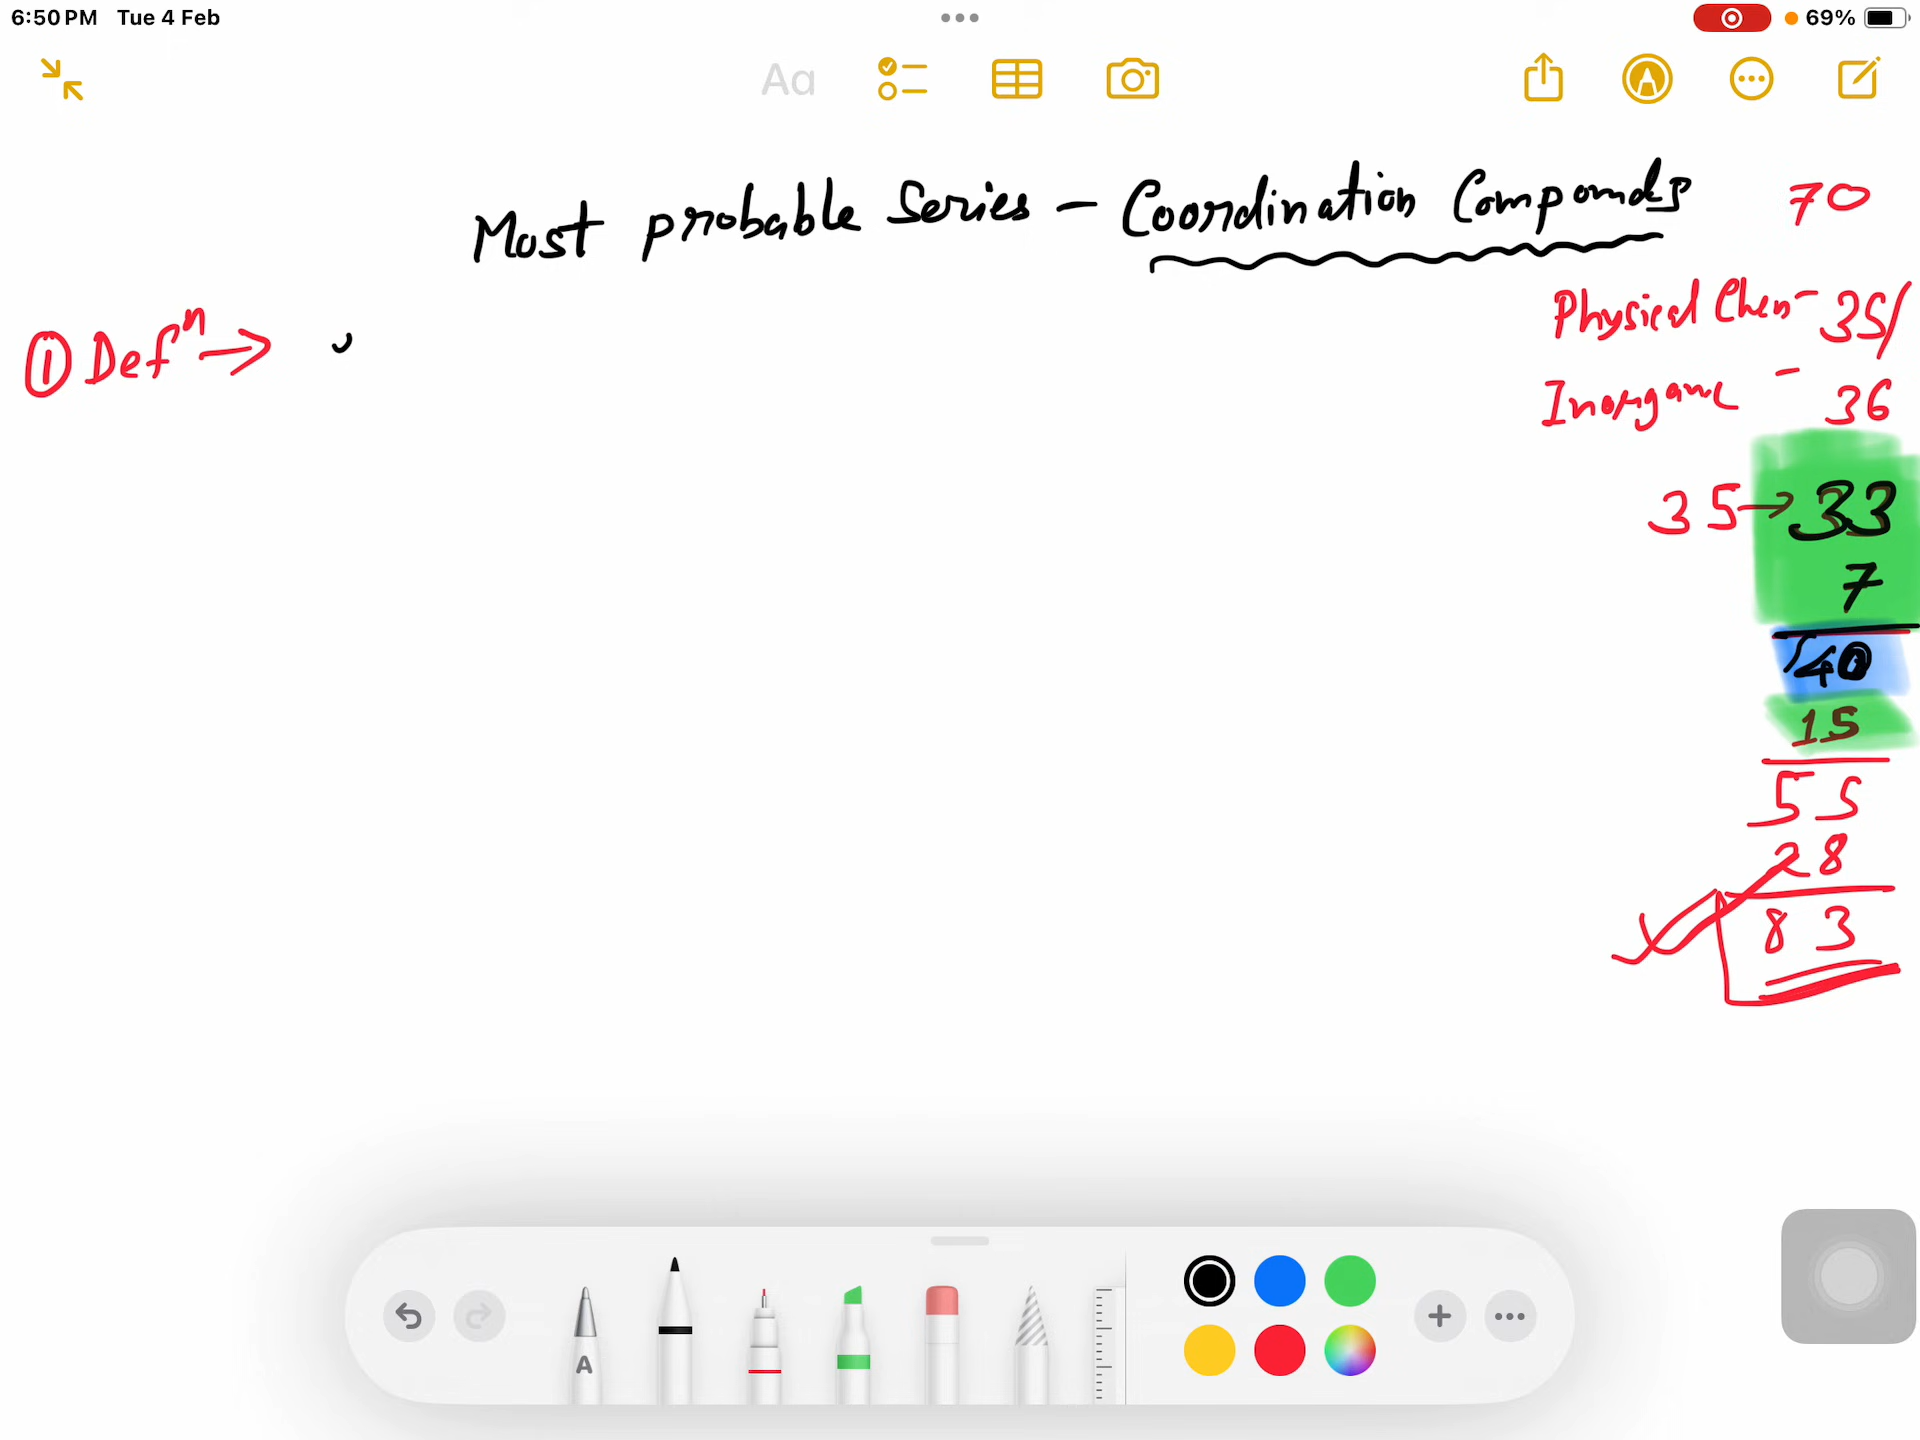 6:50 PM Tue 4 Feb
69%
Aa
Most probable Series - Coordination Compounds
70
Physical Chem - 35/
① Defⁿ →
Inorganic - 36
35 → 33
7
40
15
55
28
83
A